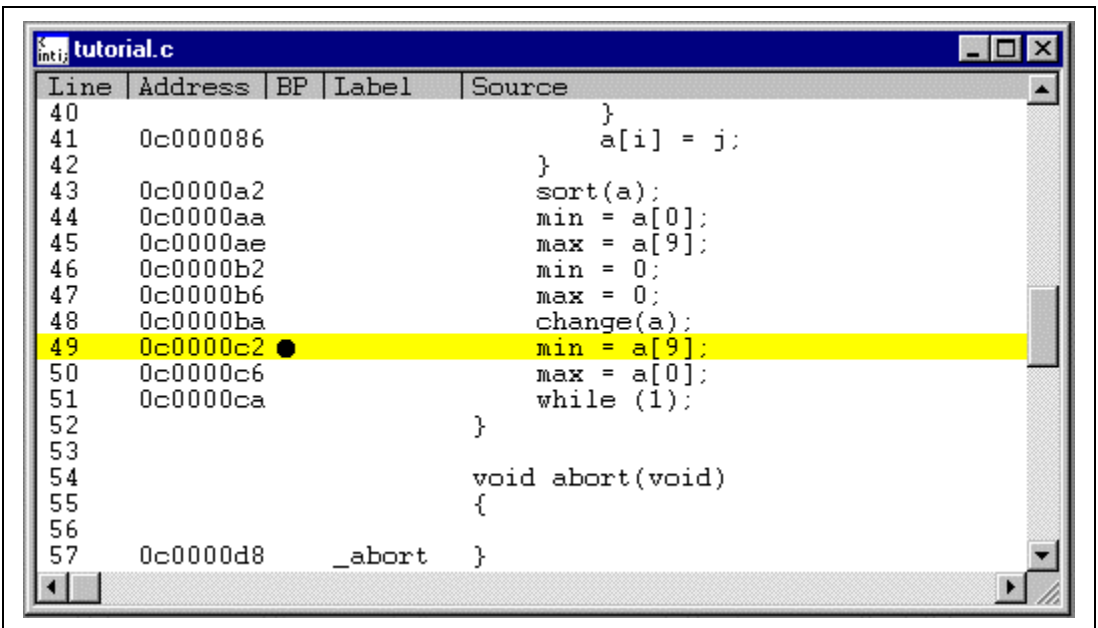 tutorial.c
Line Address BP Label Source
40 }
41 0c000086 a[i] = j;
42 }
43 0c0000a2 sort(a);
44 0c0000aa min = a[0];
45 0c0000ae max = a[9];
46 0c0000b2 min = 0;
47 0c0000b6 max = 0;
48 0c0000ba change(a);
49 0c0000c2 ● min = a[9];
50 0c0000c6 max = a[0];
51 0c0000ca while (1);
52 }
53
54 void abort(void)
55 {
56
57 0c0000d8 _abort }